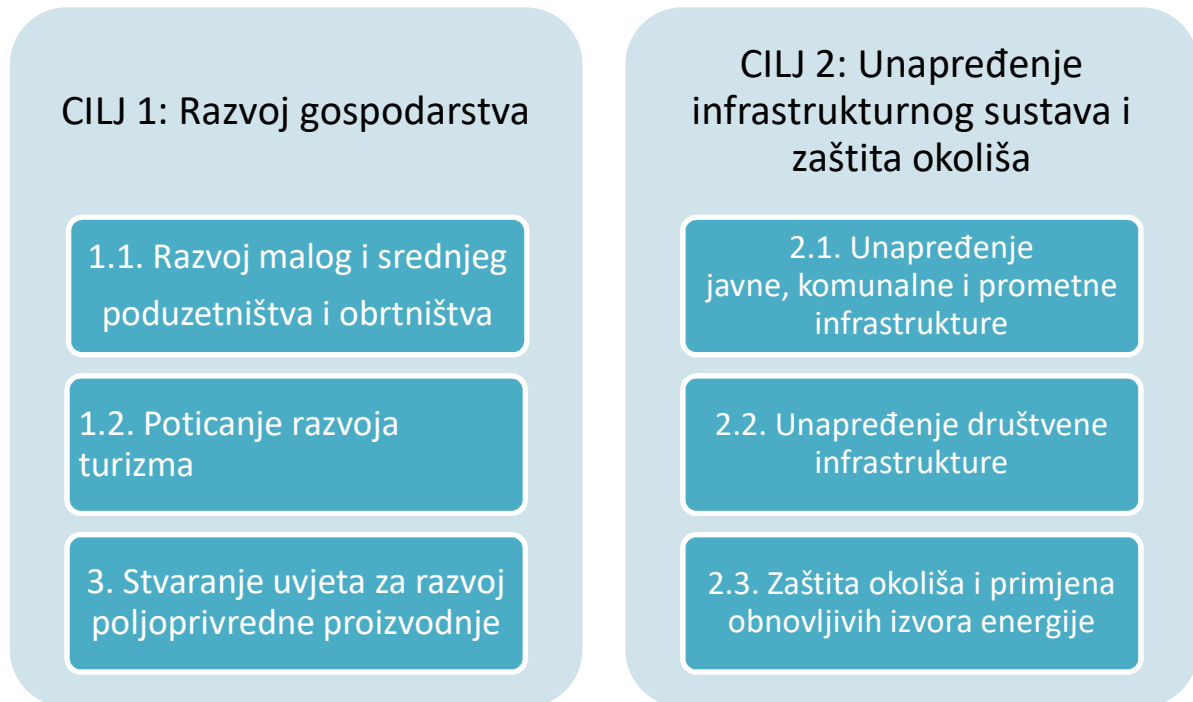 CILJ 1: Razvoj gospodarstva
1.1. Razvoj malog i srednjeg
poduzetništva i obrtništva
1.2. Poticanje razvoja
turizma
3. Stvaranje uvjeta za razvoj
poljoprivredne proizvodnje
CILJ 2: Unapređenje
infrastrukturnog sustava i
zaštita okoliša
2.1. Unapređenje
javne, komunalne i prometne
infrastrukture
2.2. Unapređenje društvene
infrastrukture
2.3. Zaštita okoliša i primjena
obnovljivih izvora energije